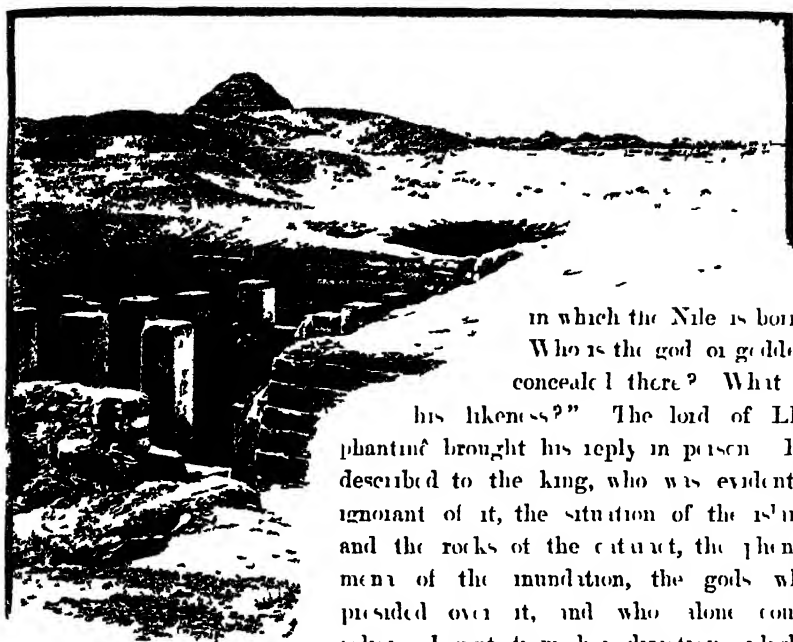 in which the Nile is
Who is the god or
concealed there? What
his likeness?" The lord of
phantinê brought his reply in person
described to the king, who was
ignorant of it, the situation of the
and the rocks of the cataract, the
of the inundation, the gods
presided over it, and who alone